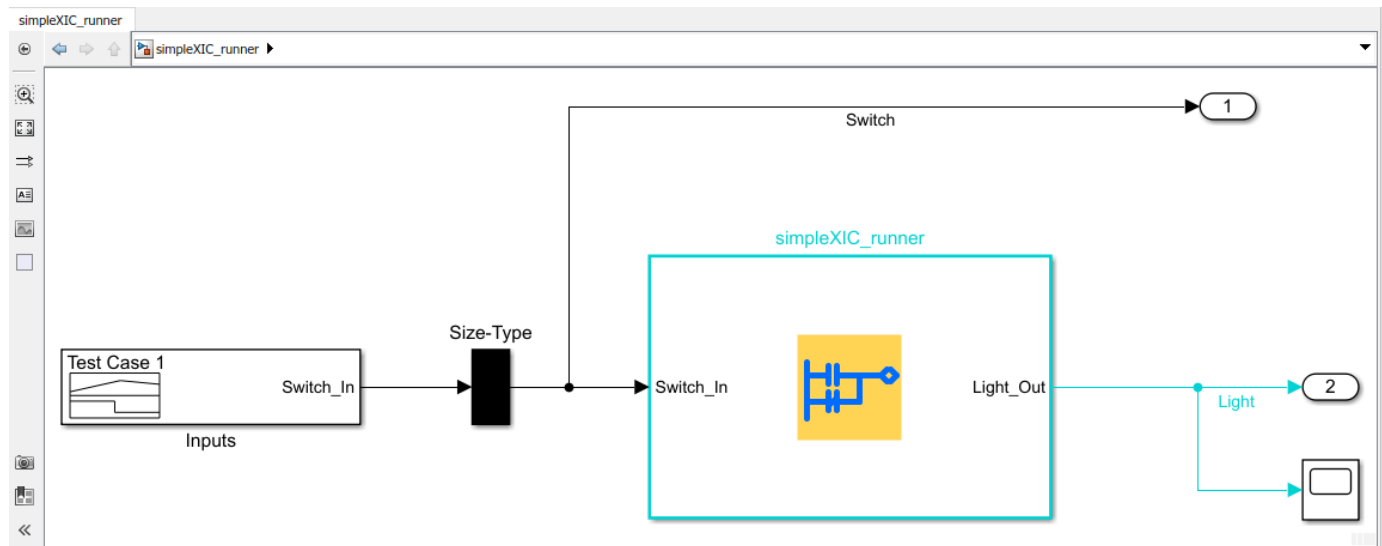 simpleXIC_runner
simpleXIC_runner
1
Switch
simpleXIC_runner
Size-Type
Test Case 1
Switch_In
Switch_In
Light_Out
2
Light
Inputs